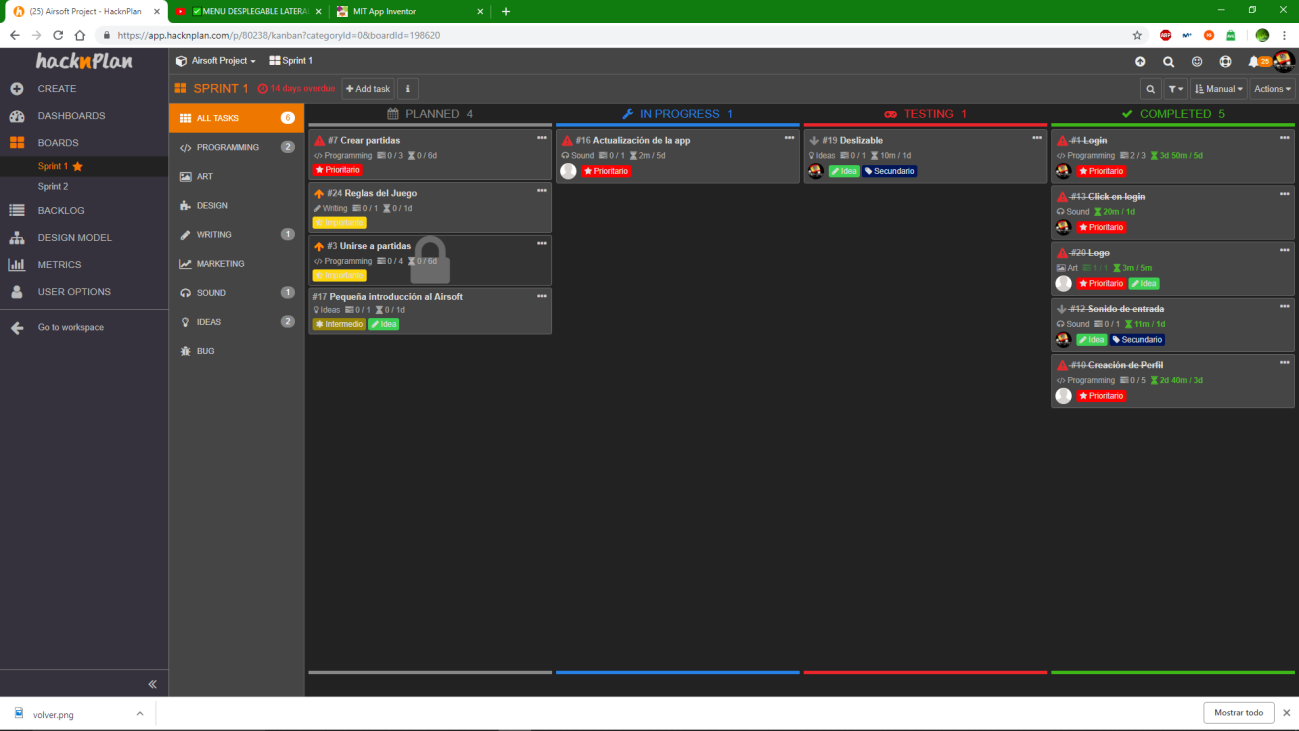 (25) Airsoft Project - HacknPlan
MENU DESPLEGABLE LATERA
MIT App Inventor
https://app.hacknplan.com/p/80238/kanban?categoryId=0&boardId=198620
hacknPlan
Airsoft Project
Sprint 1
26
CREATE
DASHBOARDS
BOARDS
Sprint 1
Sprint 2
BACKLOG
DESIGN MODEL
METRICS
USER OPTIONS
Go to workspace
SPRINT 1
14 days overdue
Add task
Manual
Actions
ALL TASKS 6
PROGRAMMING 2
ART
DESIGN
WRITING 1
MARKETING
SOUND 1
IDEAS 2
BUG
PLANNED 4
#7 Crear partidas
Programming 0 / 3 0 / 6d
Prioritario
#24 Reglas del Juego
Writing 0 / 1 0 / 1d
#3 Unirse a partidas
Programming 0 / 4 0 / 6d
#17 Pequeña introducción al Airsoft
Ideas 0 / 1 0 / 1d
Intermedio Idea
IN PROGRESS 1
#16 Actualización de la app
Sound 0 / 1 2m / 5d
Prioritario
TESTING 1
#19 Deslizable
Ideas 0 / 1 10m / 1d
Idea Secundario
COMPLETED 5
#1 Login
Programming 2 / 3 3d 50m / 5d
Prioritario
#13 Click en login
Sound 20m / 1d
Prioritario
#20 Logo
Art 1 / 1 3m / 5m
Prioritario Idea
#12 Sonido de entrada
Sound 0 / 1 11m / 1d
Idea Secundario
#10 Creación de Perfil
Programming 0 / 5 2d 40m / 3d
Prioritario
volver.png
Mostrar todo